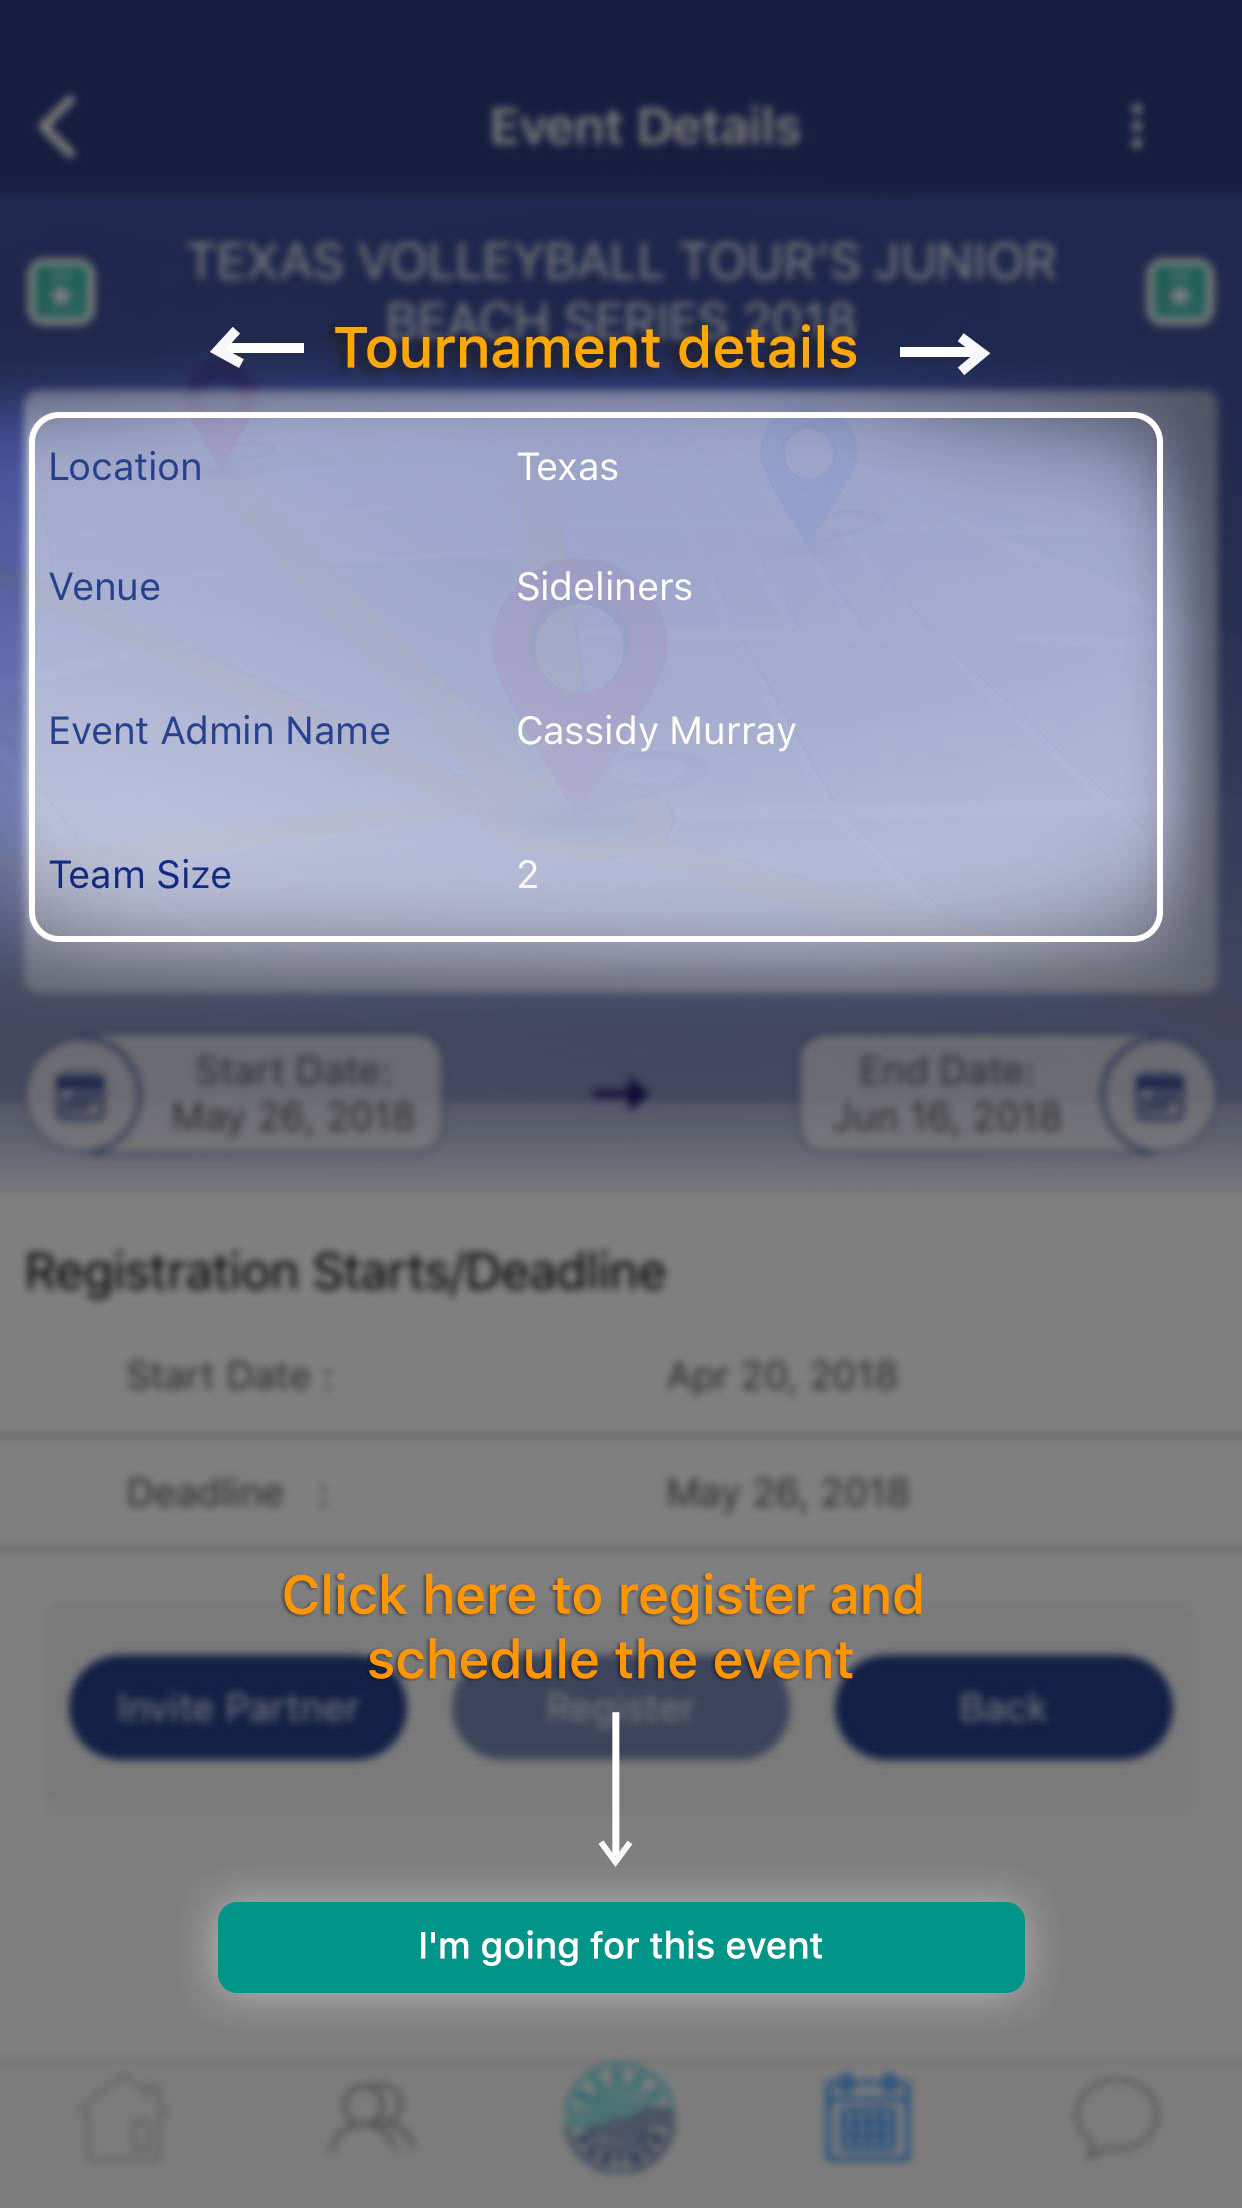 Event Details
TEXAS VOLLEYBALL TOUR'S JUNIOR
BEACH SERIES 2018
Tournament details
Location Texas
Venue Sideliners
Event Admin Name Cassidy Murray
Team Size 2
Start Date: End Date:
May 26, 2018 Jun 16, 2018
Registration Starts/Deadline
Start Date : Apr 20, 2018
Deadline : May 26, 2018
Click here to register and
schedule the event
Invite Partner Register Back
I'm going for this event